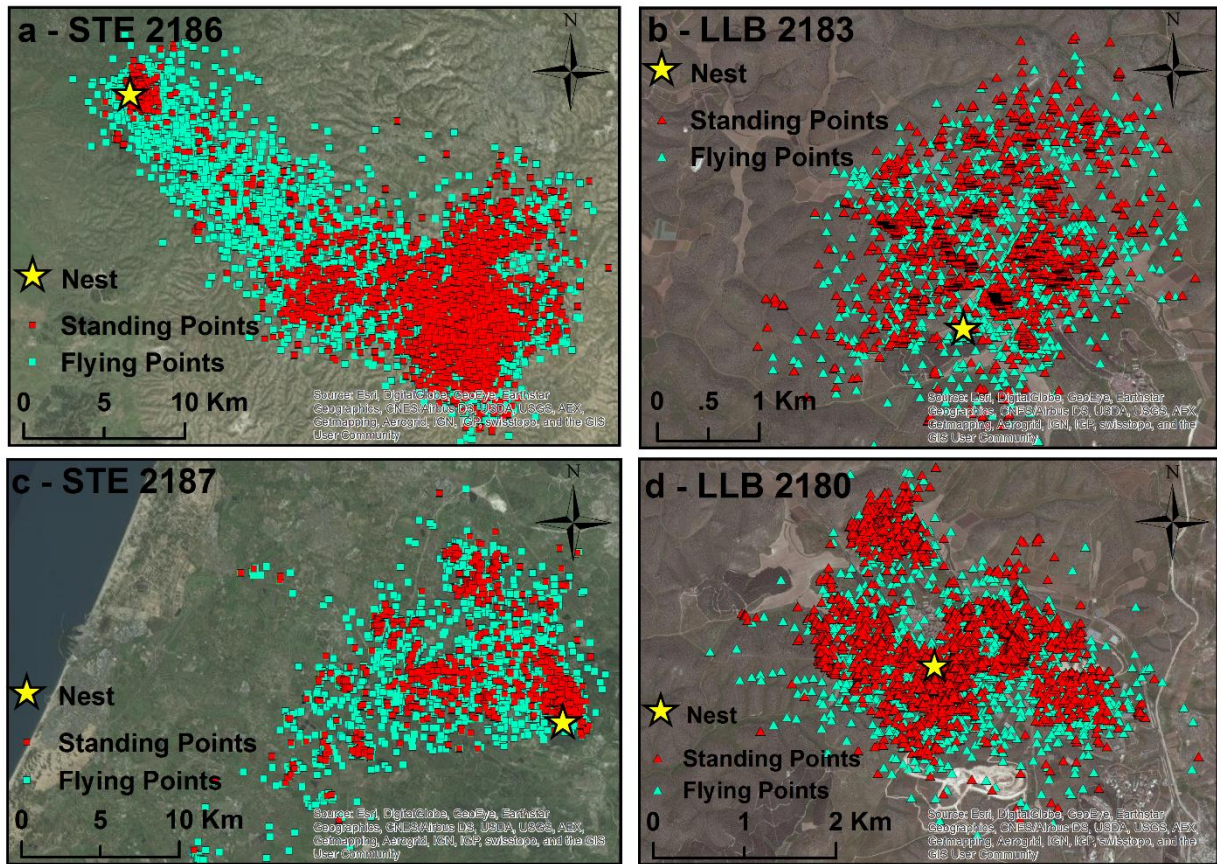 a - STE 2186
N
Nest
Standing Points
Flying Points
0 5 10 Km
Source: Esri, DigitalGlobe, GeoEye, Earthstar
Geographics, CNES/Airbus DS, USDA, USGS, AEX,
Getmapping, Aerogrid, IGN, IGP, swisstopo, and the GIS
User Community
b - LLB 2183
N
Nest
Standing Points
Flying Points
0 .5 1 Km
Source: Esri, DigitalGlobe, GeoEye, Earthstar
Geographics, CNES/Airbus DS, USDA, USGS, AEX,
Getmapping, Aerogrid, IGN, IGP, swisstopo, and the
GIS User Community
c - STE 2187
N
Nest
Standing Points
Flying Points
0 5 10 Km
Source: Esri, DigitalGlobe, GeoEye, Earthstar
Geographics, CNES/Airbus DS, USDA, USGS, AEX,
Getmapping, Aerogrid, IGN, IGP, swisstopo, and the GIS
User Community
d - LLB 2180
N
Nest
Standing Points
Flying Points
0 1 2 Km
Source: Esri, DigitalGlobe, GeoEye, Earthstar
Geographics, CNES/Airbus DS, USDA, USGS, AEX,
Getmapping, Aerogrid, IGN, IGP, swisstopo, and the
GIS User Community